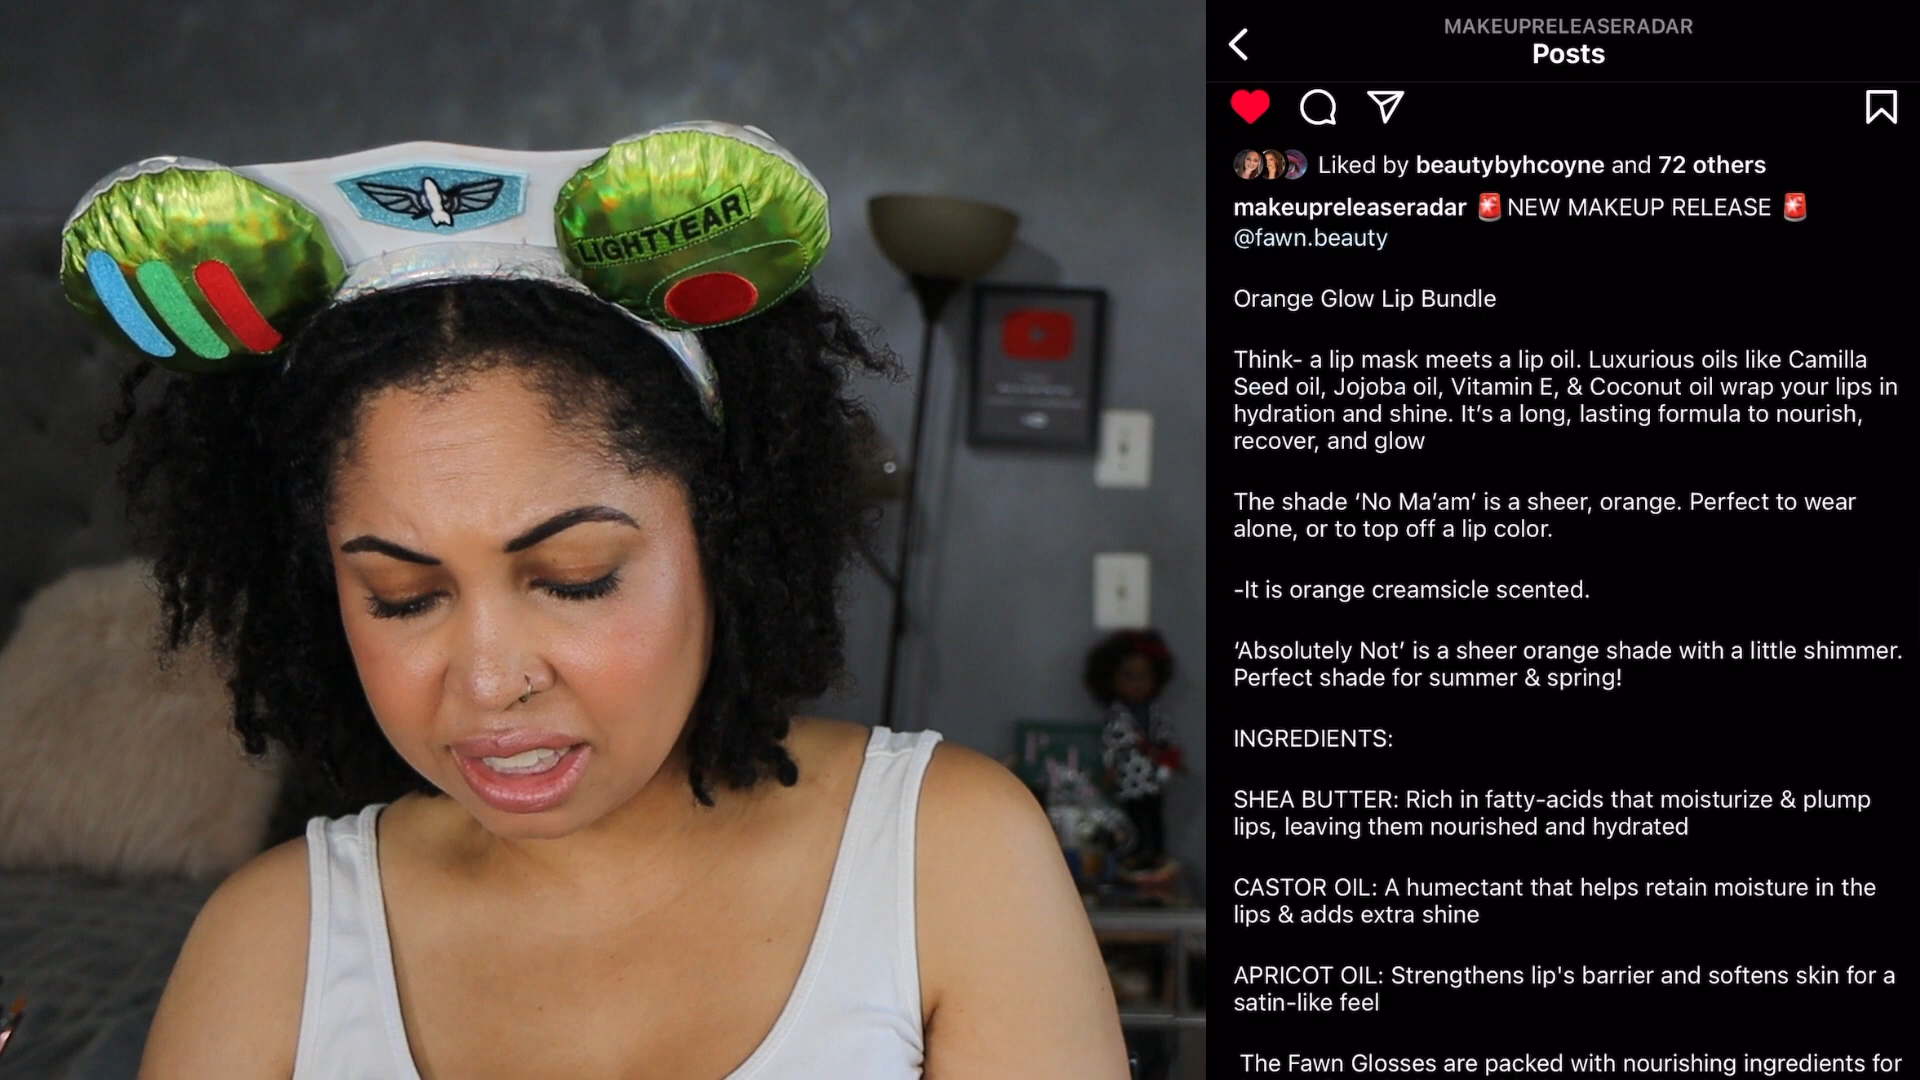 LIGHTYEAR
MAKEUPRELEASERADAR
Posts
Liked by beautybyhcoyne and 72 others
makeupreleaseradar 🚨 NEW MAKEUP RELEASE 🚨
@fawn.beauty
Orange Glow Lip Bundle
Think- a lip mask meets a lip oil. Luxurious oils like Camilla
Seed oil, Jojoba oil, Vitamin E, & Coconut oil wrap your lips in
hydration and shine. It’s a long, lasting formula to nourish,
recover, and glow
The shade ‘No Ma’am’ is a sheer, orange. Perfect to wear
alone, or to top off a lip color.
-It is orange creamsicle scented.
‘Absolutely Not’ is a sheer orange shade with a little shimmer.
Perfect shade for summer & spring!
INGREDIENTS:
SHEA BUTTER: Rich in fatty-acids that moisturize & plump
lips, leaving them nourished and hydrated
CASTOR OIL: A humectant that helps retain moisture in the
lips & adds extra shine
APRICOT OIL: Strengthens lip's barrier and softens skin for a
satin-like feel
The Fawn Glosses are packed with nourishing ingredients for